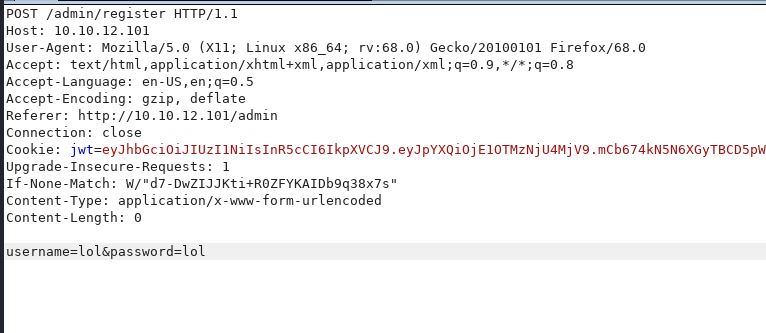 POST /admin/register HTTP/1.1
Host: 10.10.12.101
User-Agent: Mozilla/5.0 (X11; Linux x86_64; rv:68.0) Gecko/20100101 Firefox/68.0
Accept: text/html,application/xhtml+xml,application/xml;q=0.9,*/*;q=0.8
Accept-Language: en-US,en;q=0.5
Accept-Encoding: gzip, deflate
Referer: http://10.10.12.101/admin
Connection: close
Cookie: jwt=eyJhbGciOiJIUzI1NiIsInR5cCI6IkpXVCJ9.eyJpYXQiOjE1OTMzNjU4MjV9.mCb674kN5N6XGyTBCD5pW
Upgrade-Insecure-Requests: 1
If-None-Match: W/"d7-DwZIJJKti+R0ZFYKAIDb9q38x7s"
Content-Type: application/x-www-form-urlencoded
Content-Length: 0
username=lol&password=lol